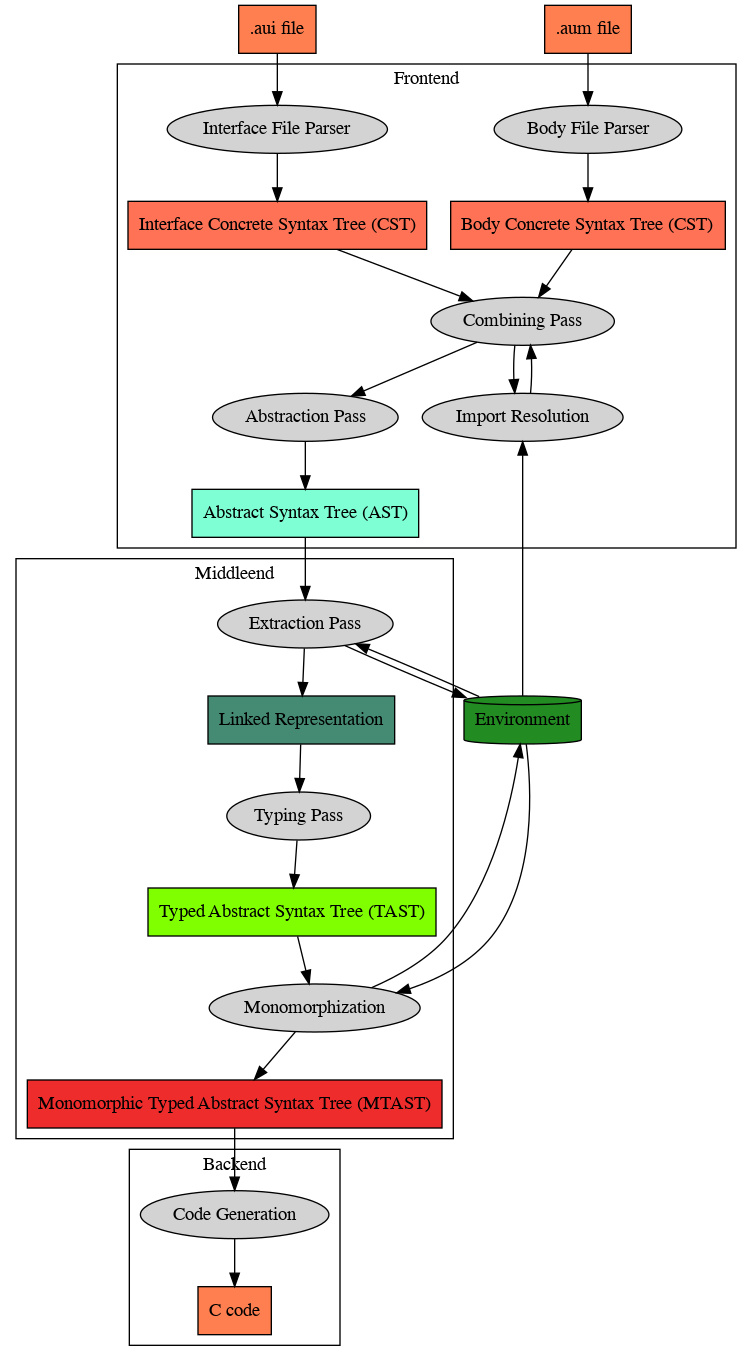 .aui file
.aum file
Frontend
Interface File Parser
Body File Parser
Interface Concrete Syntax Tree (CST)
Body Concrete Syntax Tree (CST)
Combining Pass
Abstraction Pass
Import Resolution
Abstract Syntax Tree (AST)
Middleend
Extraction Pass
Linked Representation
Environment
Typing Pass
Typed Abstract Syntax Tree (TAST)
Monomorphization
Monomorphic Typed Abstract Syntax Tree (MTAST)
Backend
Code Generation
C code